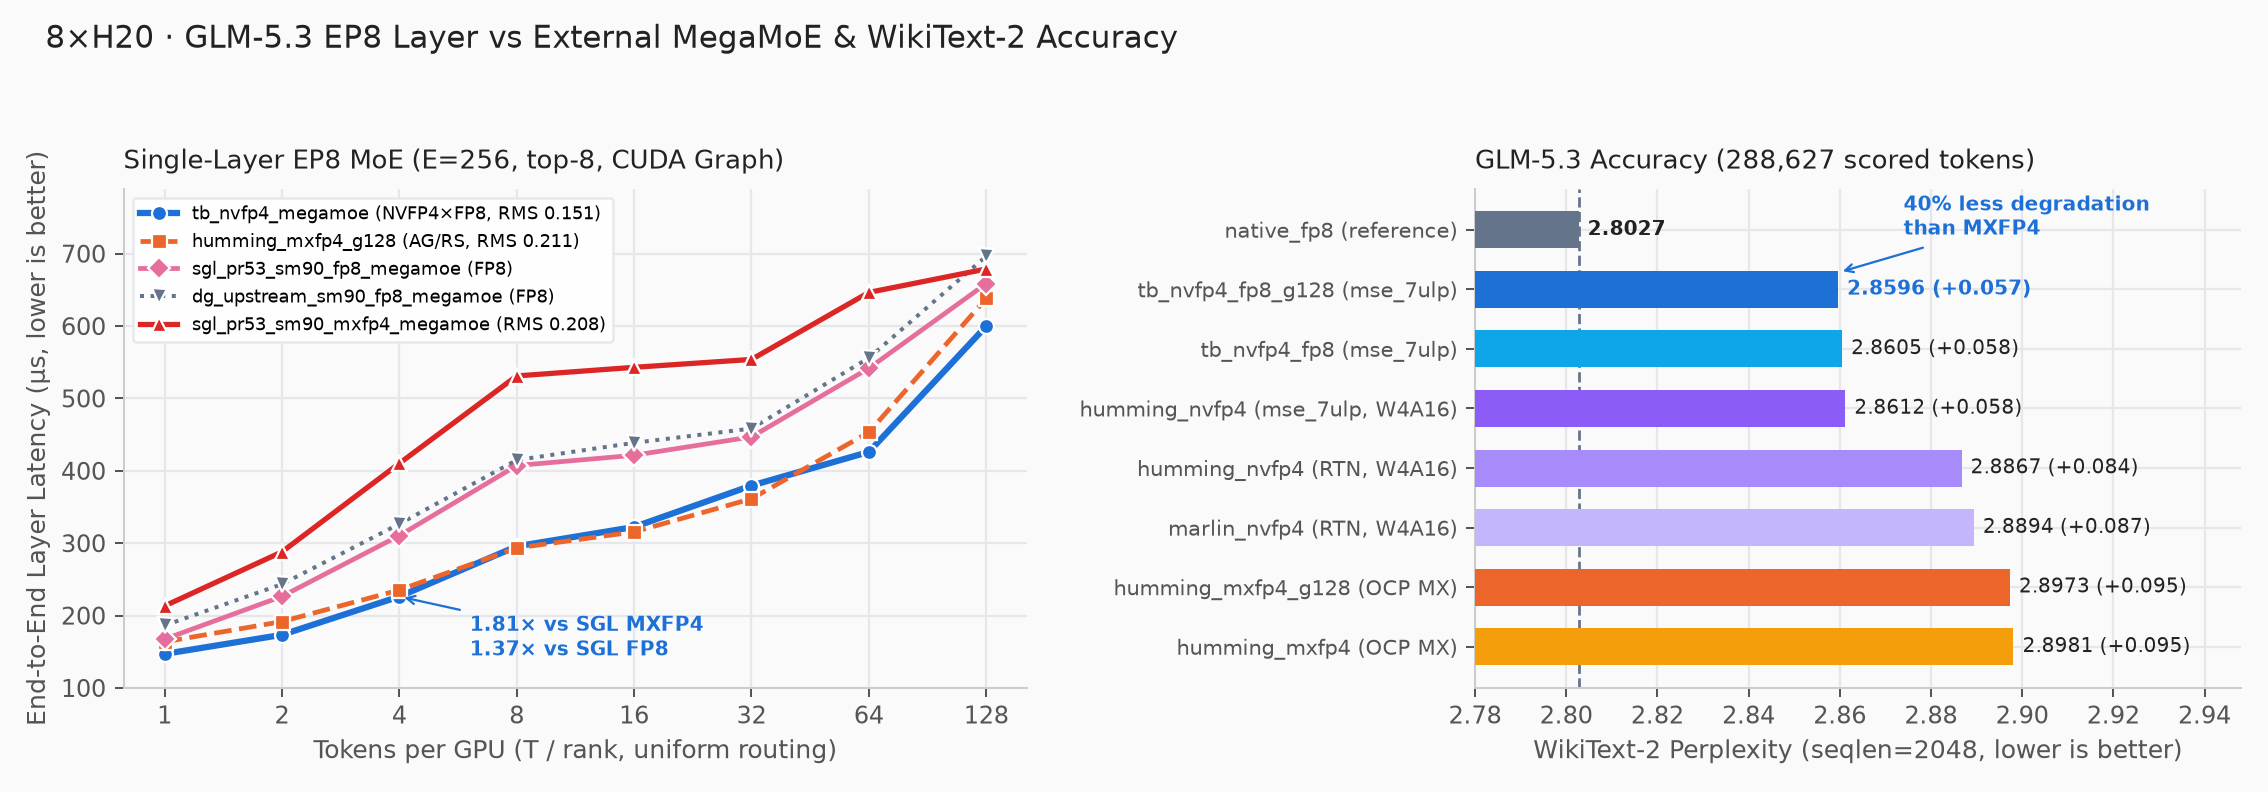 8×H20 · GLM-5.3 EP8 Layer vs External MegaMoE & WikiText-2 Accuracy
Single-Layer EP8 MoE (E=256, top-8, CUDA Graph)
End-to-End Layer Latency (µs, lower is better)
700
600
500
400
300
200
100
tb_nvfp4_megamoe (NVFP4×FP8, RMS 0.151)
humming_mxfp4_g128 (AG/RS, RMS 0.211)
sgl_pr53_sm90_fp8_megamoe (FP8)
dg_upstream_sm90_fp8_megamoe (FP8)
sgl_pr53_sm90_mxfp4_megamoe (RMS 0.208)
1.81× vs SGL MXFP4
1.37× vs SGL FP8
1 2 4 8 16 32 64 128
Tokens per GPU (T / rank, uniform routing)
GLM-5.3 Accuracy (288,627 scored tokens)
40% less degradation
than MXFP4
native_fp8 (reference) 2.8027
tb_nvfp4_fp8_g128 (mse_7ulp) 2.8596 (+0.057)
tb_nvfp4_fp8 (mse_7ulp) 2.8605 (+0.058)
humming_nvfp4 (mse_7ulp, W4A16) 2.8612 (+0.058)
humming_nvfp4 (RTN, W4A16) 2.8867 (+0.084)
marlin_nvfp4 (RTN, W4A16) 2.8894 (+0.087)
humming_mxfp4_g128 (OCP MX) 2.8973 (+0.095)
humming_mxfp4 (OCP MX) 2.8981 (+0.095)
2.78 2.80 2.82 2.84 2.86 2.88 2.90 2.92 2.94
WikiText-2 Perplexity (seqlen=2048, lower is better)